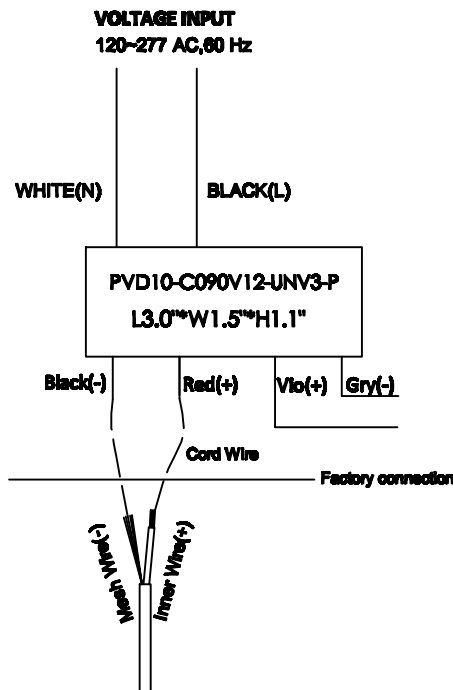 VOLTAGE INPUT
120~277 AC,60 Hz
WHITE(N)
BLACK(L)
PVD10-C090V12-UNV3-P
L3.0"*W1.5"*H1.1"
Black(-)
Red(+)
Vio(+)
Gry(-)
Cord Wire
Factory connection
Mesh Wire(-)
Inner Wire(+)